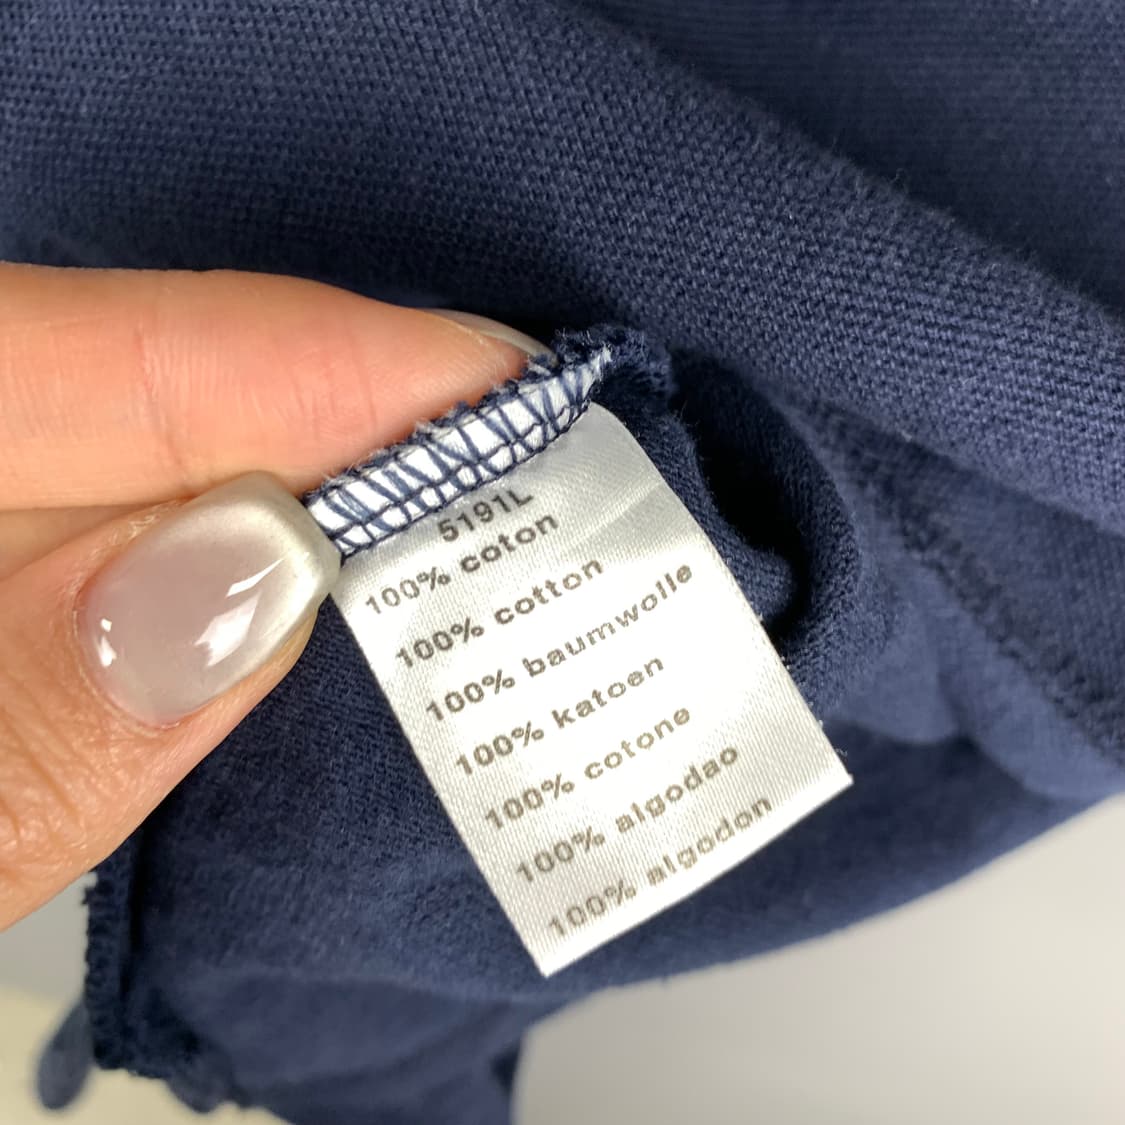 5191L
100% coton
100% cotton
100% baumwolle
100% katoen
100% cotone
100% algodao
100% algodon